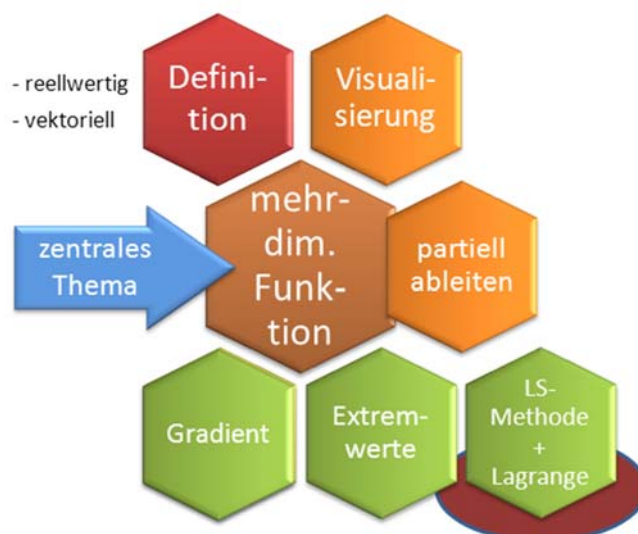 - reellwertig
- vektoriell
Defini-
tion
Visuali-
sierung
zentrales
Thema
mehr-
dim.
Funk-
tion
partiell
ableiten
Gradient
Extrem-
werte
LS-
Methode
+
Lagrange